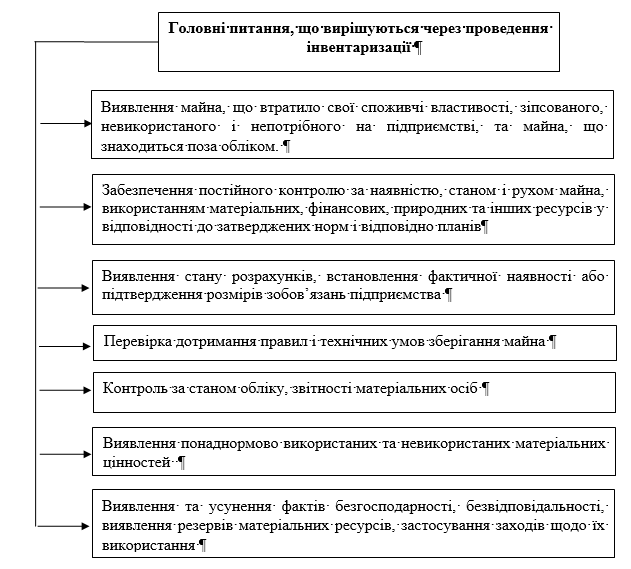 Головні питання, що вирішуються через проведення
інвентаризації¶
Виявлення майна, що втратило свої споживчі властивості, зіпсованого,
невикористаного і непотрібного на підприємстві, та майна, що
знаходиться поза обліком. ¶
Забезпечення постійного контролю за наявністю, станом і рухом майна,
використанням матеріальних, фінансових, природних та інших ресурсів у
відповідності до затверджених норм і відповідно планів¶
Виявлення стану розрахунків, встановлення фактичної наявності або
підтвердження розмірів зобов’язань підприємства ¶
Перевірка дотримання правил і технічних умов зберігання майна ¶
Контроль за станом обліку, звітності матеріальних осіб ¶
Виявлення понаднормово використаних та невикористаних матеріальних
цінностей ¶
Виявлення та усунення фактів безгосподарності, безвідповідальності,
виявлення резервів матеріальних ресурсів, застосування заходів щодо їх
використання ¶